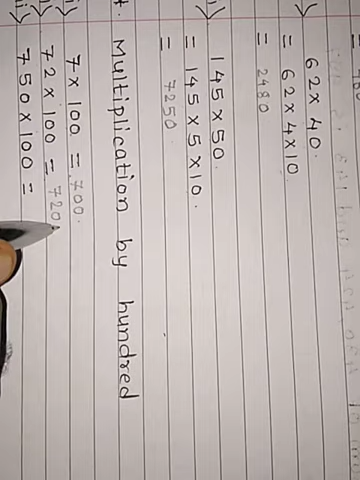 62 x 40.
= 62 x 4 x 10
= 2480
145 x 50.
= 145 x 5 x 10.
= 7250.
Multiplication by hundred
7 x 100 = 700.
72 x 100 = 720
750 x 100 =